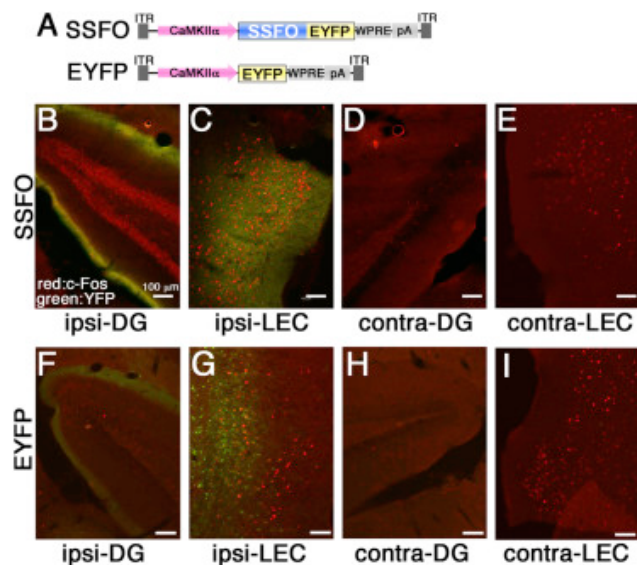 A
SSFO
ITR CaMKIIα SSFO EYFP WPRE pA ITR
EYFP
ITR CaMKIIα EYFP WPRE pA ITR
SSFO
B C D E
red:c-Fos
green:YFP
100 μm
ipsi-DG ipsi-LEC contra-DG contra-LEC
EYFP
F G H I
ipsi-DG ipsi-LEC contra-DG contra-LEC